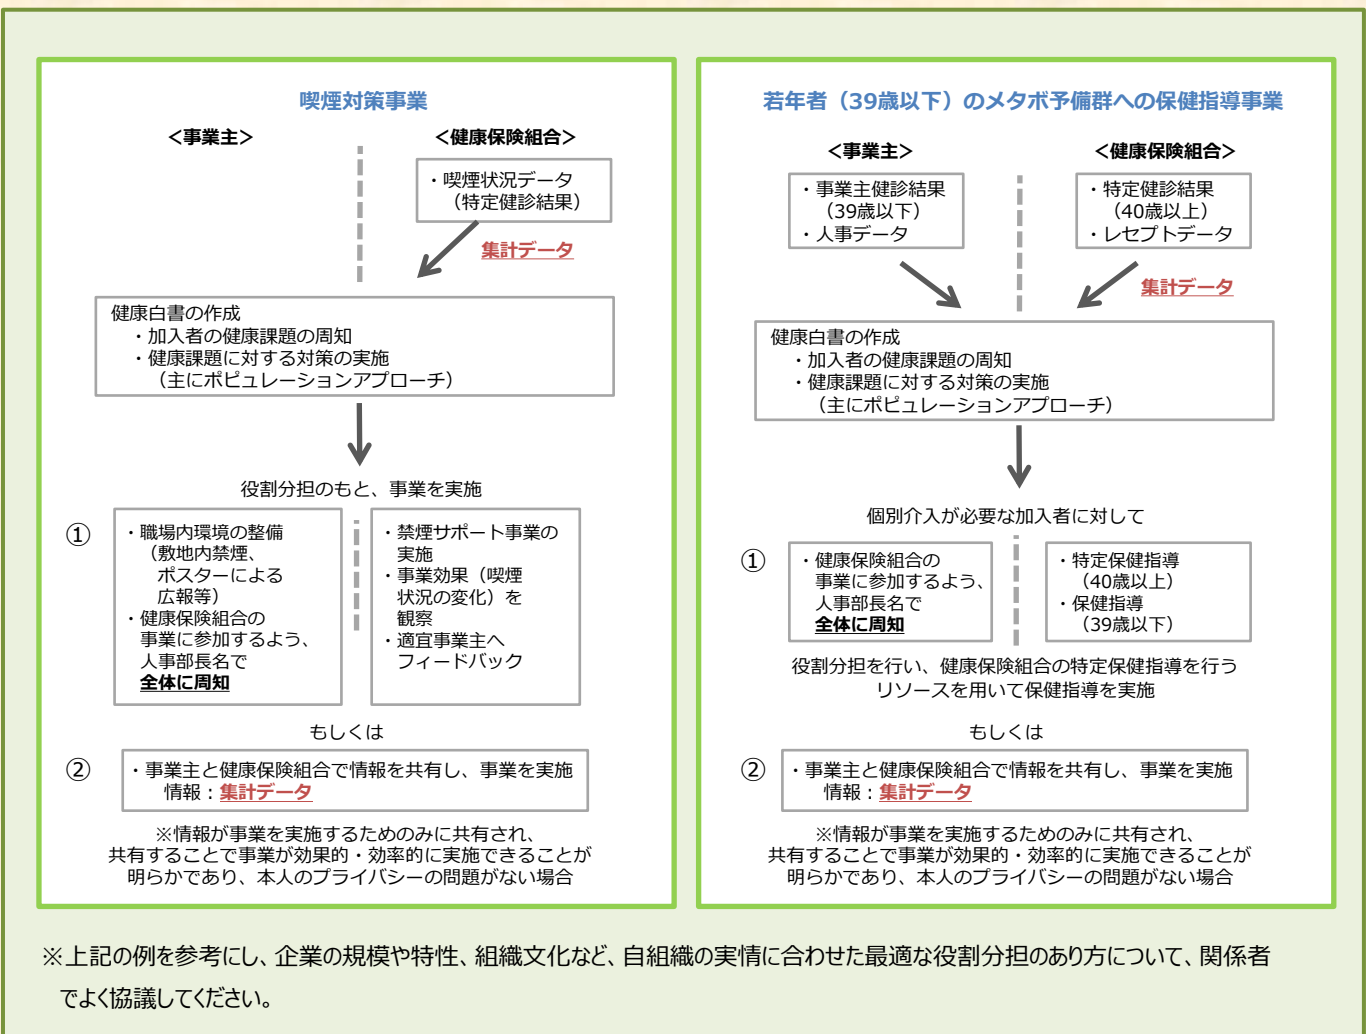 喫煙対策事業
<事業主>
<健康保険組合>
・喫煙状況データ
（特定健診結果）
集計データ
健康白書の作成
・加入者の健康課題の周知
・健康課題に対する対策の実施
（主にポピュレーションアプローチ）
役割分担のもと、事業を実施
①
・職場内環境の整備
（敷地内禁煙、
ポスターによる
広報等）
・健康保険組合の
事業に参加するよう、
人事部長名で
全体に周知
・禁煙サポート事業の
実施
・事業効果（喫煙
状況の変化）を
観察
・適宜事業主へ
フィードバック
もしくは
②
・事業主と健康保険組合で情報を共有し、事業を実施
情報：集計データ
※情報が事業を実施するためのみに共有され、
共有することで事業が効果的・効率的に実施できることが
明らかであり、本人のプライバシーの問題がない場合
若年者（39歳以下）のメタボ予備群への保健指導事業
<事業主>
<健康保険組合>
・事業主健診結果
（39歳以下）
・人事データ
・特定健診結果
（40歳以上）
・レセプトデータ
集計データ
健康白書の作成
・加入者の健康課題の周知
・健康課題に対する対策の実施
（主にポピュレーションアプローチ）
個別介入が必要な加入者に対して
①
・健康保険組合の
事業に参加するよう、
人事部長名で
全体に周知
・特定保健指導
（40歳以上）
・保健指導
（39歳以下）
役割分担を行い、健康保険組合の特定保健指導を行う
リソースを用いて保健指導を実施
もしくは
②
・事業主と健康保険組合で情報を共有し、事業を実施
情報：集計データ
※情報が事業を実施するためのみに共有され、
共有することで事業が効果的・効率的に実施できることが
明らかであり、本人のプライバシーの問題がない場合
※上記の例を参考にし、企業の規模や特性、組織文化など、自組織の実情に合わせた最適な役割分担のあり方について、関係者
でよく協議してください。